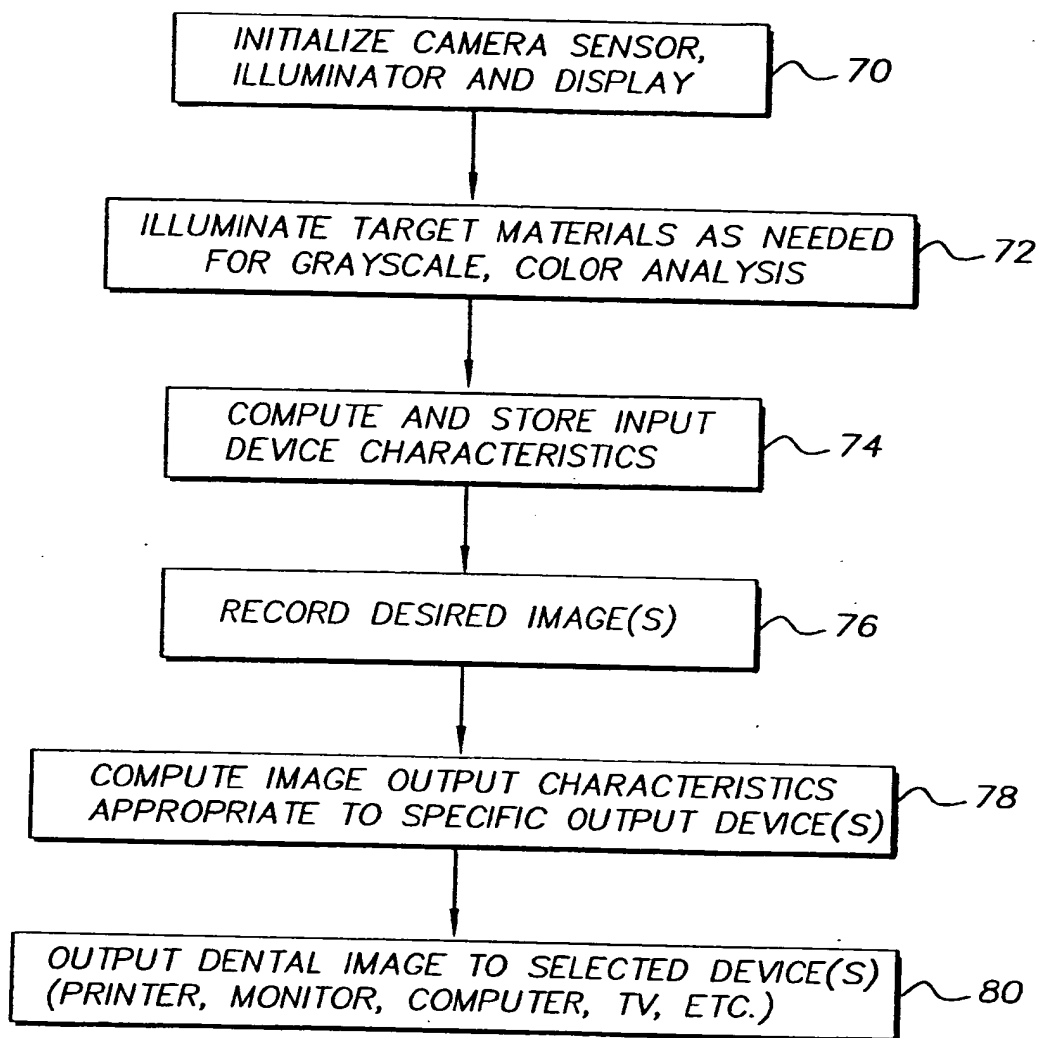 INITIALIZE CAMERA SENSOR,
ILLUMINATOR AND DISPLAY
70
ILLUMINATE TARGET MATERIALS AS NEEDED
FOR GRAYSCALE, COLOR ANALYSIS
72
COMPUTE AND STORE INPUT
DEVICE CHARACTERISTICS
74
RECORD DESIRED IMAGE(S)
76
COMPUTE IMAGE OUTPUT CHARACTERISTICS
APPROPRIATE TO SPECIFIC OUTPUT DEVICE(S)
78
OUTPUT DENTAL IMAGE TO SELECTED DEVICE(S)
(PRINTER, MONITOR, COMPUTER, TV, ETC.)
80